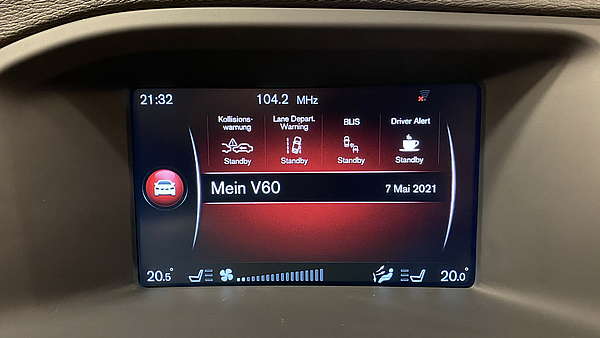 21:32 104.2 MHz
Kollisions- Lane Depart. BLIS Driver Alert
warnung Warning
Standby Standby Standby Standby
Mein V60 7 Mai 2021
20.5° 20.0°